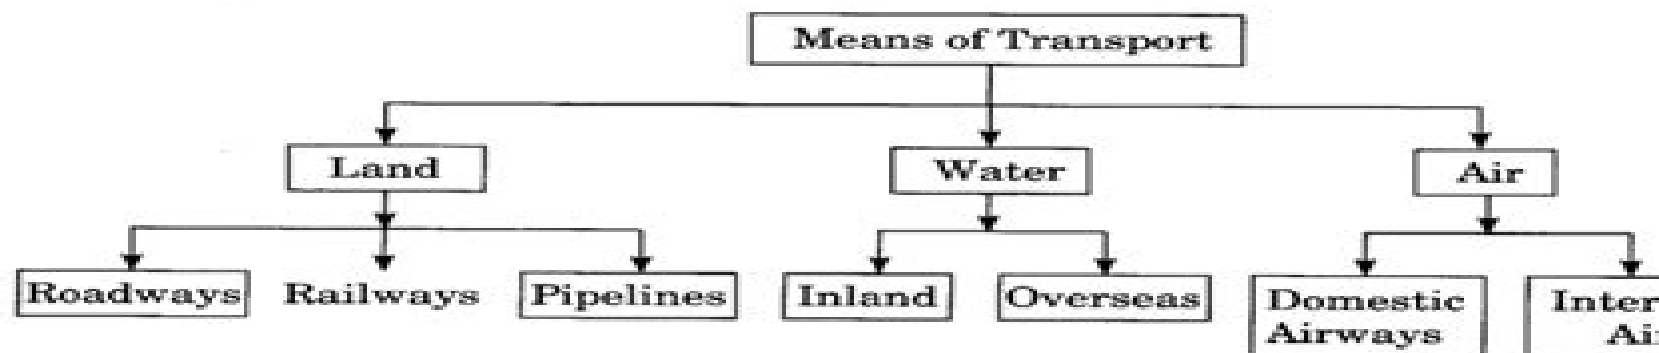 Means of Transport
Land
Water
Air
Roadways
Railways
Pipelines
Inland
Overseas
Domestic
Airways